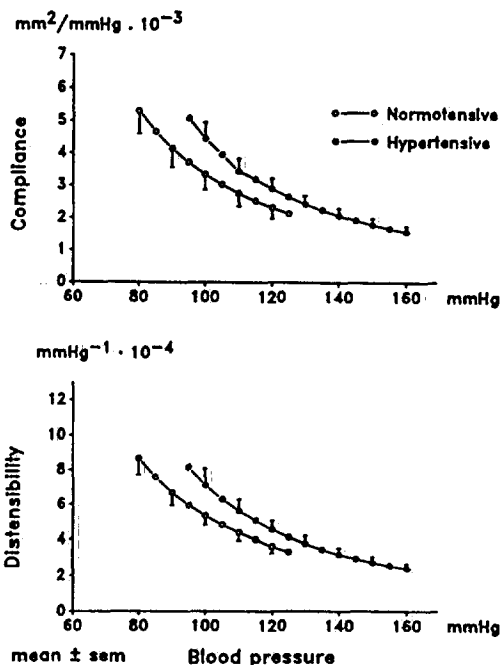 mm²/mmHg . 10⁻³
7
6
5
4
3
2
1
0
Compliance
Normotensive
Hypertensive
60 80 100 120 140 160 mmHg
mmHg⁻¹ . 10⁻⁴
12
10
8
6
4
2
0
Distensibility
60 80 100 120 140 160 mmHg
mean ± sem Blood pressure